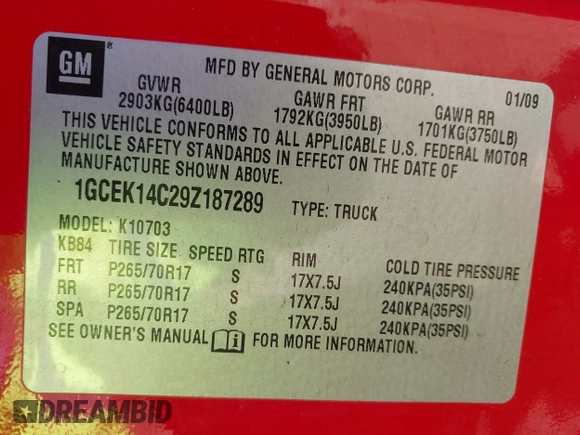 GM
MFD BY GENERAL MOTORS CORP. 01/09
GVWR GAWR FRT GAWR RR
2903KG(6400LB) 1792KG(3950LB) 1701KG(3750LB)
THIS VEHICLE CONFORMS TO ALL APPLICABLE U.S. FEDERAL MOTOR
VEHICLE SAFETY STANDARDS IN EFFECT ON THE DATE OF
MANUFACTURE SHOWN ABOVE.
1GCEK14C29Z187289 TYPE: TRUCK
MODEL: K10703
KB84 TIRE SIZE SPEED RTG RIM COLD TIRE PRESSURE
FRT P265/70R17 S 17X7.5J 240KPA(35PSI)
RR P265/70R17 S 17X7.5J 240KPA(35PSI)
SPA P265/70R17 S 17X7.5J 240KPA(35PSI)
SEE OWNER'S MANUAL i FOR MORE INFORMATION.
DREAMBID